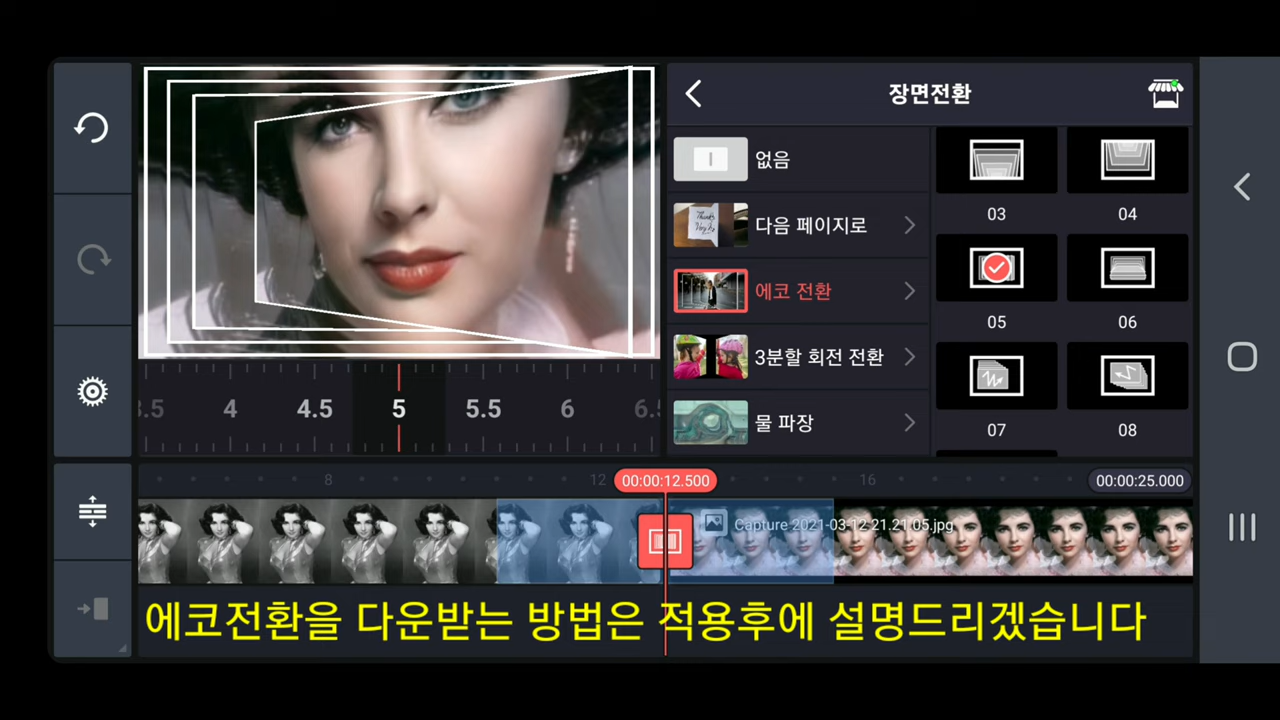 장면전환
없음
다음 페이지로
에코 전환
3분할 회전 전환
물 파장
03
04
05
06
07
08
3.5 4 4.5 5 5.5 6 6.5
8 12 00:00:12.500 16 00:00:25.000
Capture 2021-03-12 21.21.05.jpg
에코전환을 다운받는 방법은 적용후에 설명드리겠습니다